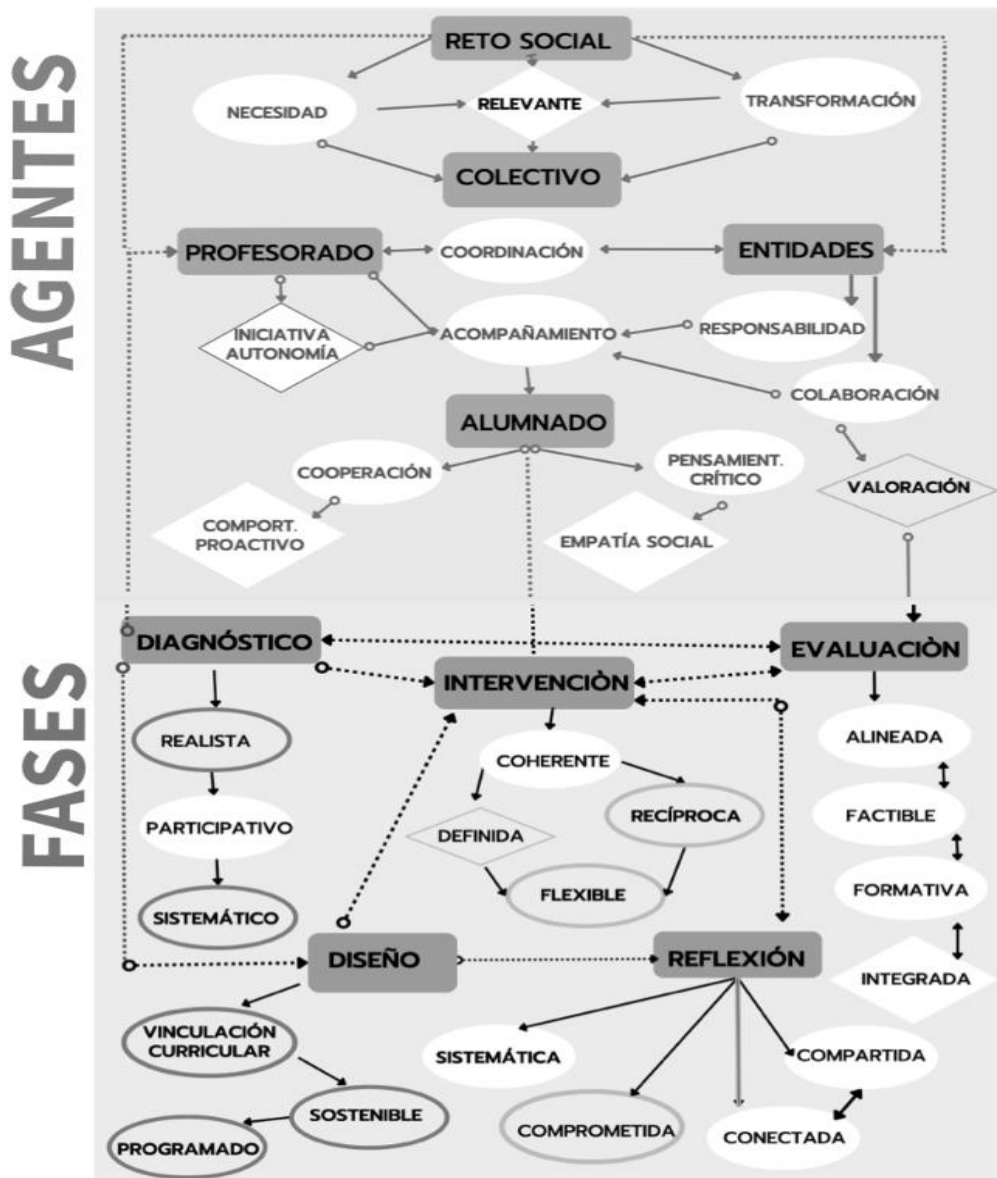 AGENTES
RETO SOCIAL
NECESIDAD
RELEVANTE
TRANSFORMACIÓN
COLECTIVO
PROFESORADO
COORDINACIÓN
ENTIDADES
INICIATIVA
AUTONOMÍA
ACOMPAÑAMIENTO
RESPONSABILIDAD
COLABORACIÓN
ALUMNADO
COOPERACIÓN
PENSAMIENT.
CRÍTICO
VALORACIÓN
COMPORT.
PROACTIVO
EMPATÍA SOCIAL
FASES
DIAGNÓSTICO
INTERVENCIÒN
EVALUACIÒN
REALISTA
PARTICIPATIVO
SISTEMÁTICO
COHERENTE
DEFINIDA
RECÍPROCA
FLEXIBLE
ALINEADA
FACTIBLE
FORMATIVA
INTEGRADA
DISEÑO
REFLEXIÓN
VINCULACIÓN
CURRICULAR
SOSTENIBLE
PROGRAMADO
SISTEMÁTICA
COMPROMETIDA
CONECTADA
COMPARTIDA